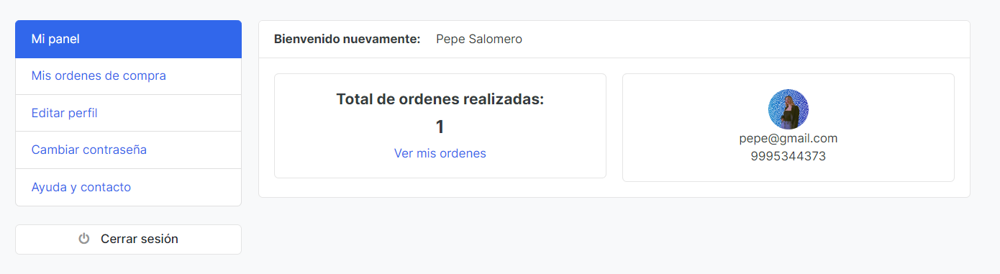 Mi panel
Mis ordenes de compra
Editar perfil
Cambiar contraseña
Ayuda y contacto
Cerrar sesión
Bienvenido nuevamente: Pepe Salomero
Total de ordenes realizadas:
1
Ver mis ordenes
pepe@gmail.com
9995344373